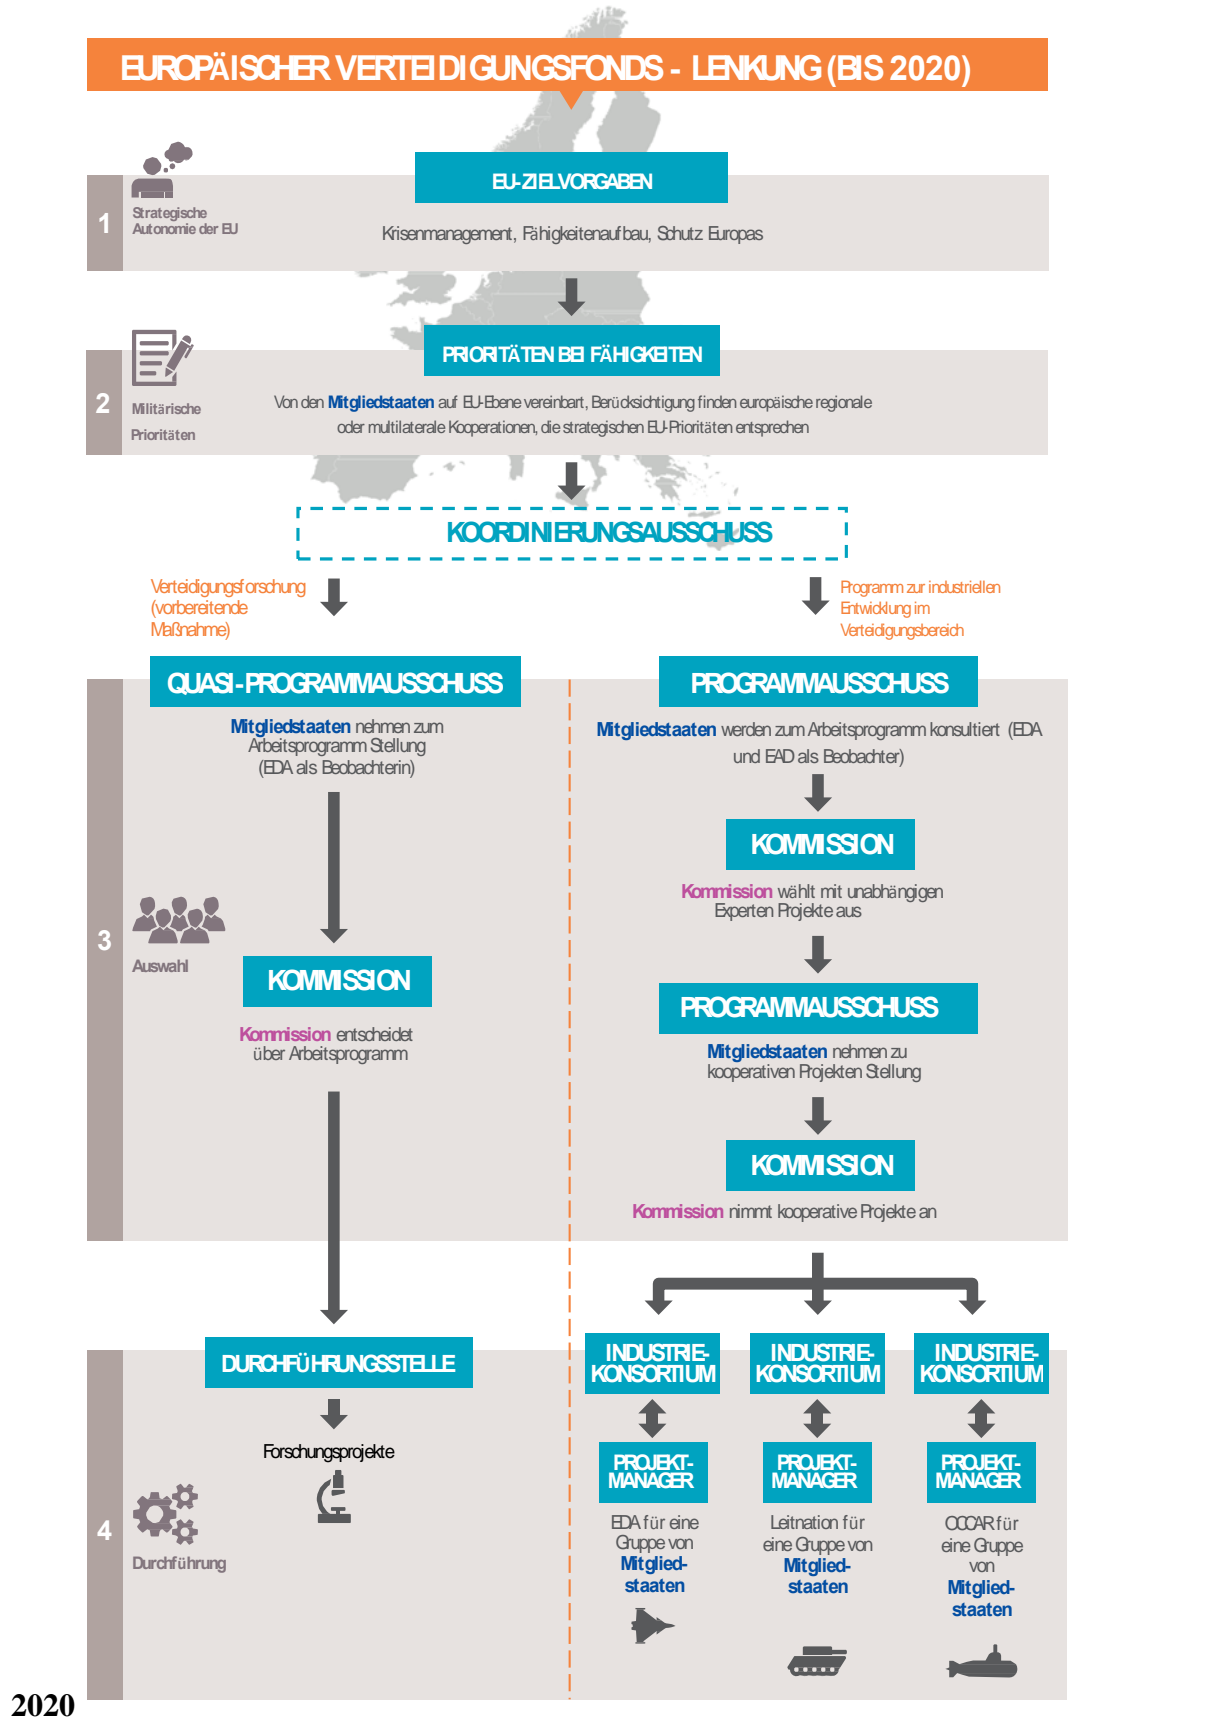 EUROPÄISCHER VERTEIDIGUNGSFONDS - LENKUNG (BIS 2020)
EU-ZIELVORGABEN
1
Strategische
Autonomie der EU
Krisenmanagement, Fähigkeitenaufbau, Schutz Europas
PRIORITÄTEN BEI FÄHIGKEITEN
2
Militärische
Prioritäten
Von den Mitgliedstaaten auf EU-Ebene vereinbart, Berücksichtigung finden europäische regionale
oder multilaterale Kooperationen, die strategischen EU-Prioritäten entsprechen
KOORDINIERUNGSAUSSCHUSS
Verteidigungsforschung
(vorbereitende
Maßnahme)
Programm zur industriellen
Entwicklung im
Verteidigungsbereich
3
Auswahl
QUASI-PROGRAMMAUSSCHUSS
Mitgliedstaaten nehmen zum
Arbeitsprogramm Stellung
(EDA als Beobachterin)
KOMMISSION
Kommission entscheidet
über Arbeitsprogramm
PROGRAMMAUSSCHUSS
Mitgliedstaaten werden zum Arbeitsprogramm konsultiert (EDA
und EAD als Beobachter)
KOMMISSION
Kommission wählt mit unabhängigen
Experten Projekte aus
PROGRAMMAUSSCHUSS
Mitgliedstaaten nehmen zu
kooperativen Projekten Stellung
KOMMISSION
Kommission nimmt kooperative Projekte an
4
Durchführung
DURCHFÜHRUNGSSTELLE
Forschungsprojekte
INDUSTRIE-
KONSORTIUM
PROJEKT-
MANAGER
EDA für eine
Gruppe von
Mitglied-
staaten
INDUSTRIE-
KONSORTIUM
PROJEKT-
MANAGER
Leitnation für
eine Gruppe von
Mitglied-
staaten
INDUSTRIE-
KONSORTIUM
PROJEKT-
MANAGER
OCCAR für
eine Gruppe
von
Mitglied-
staaten
2020